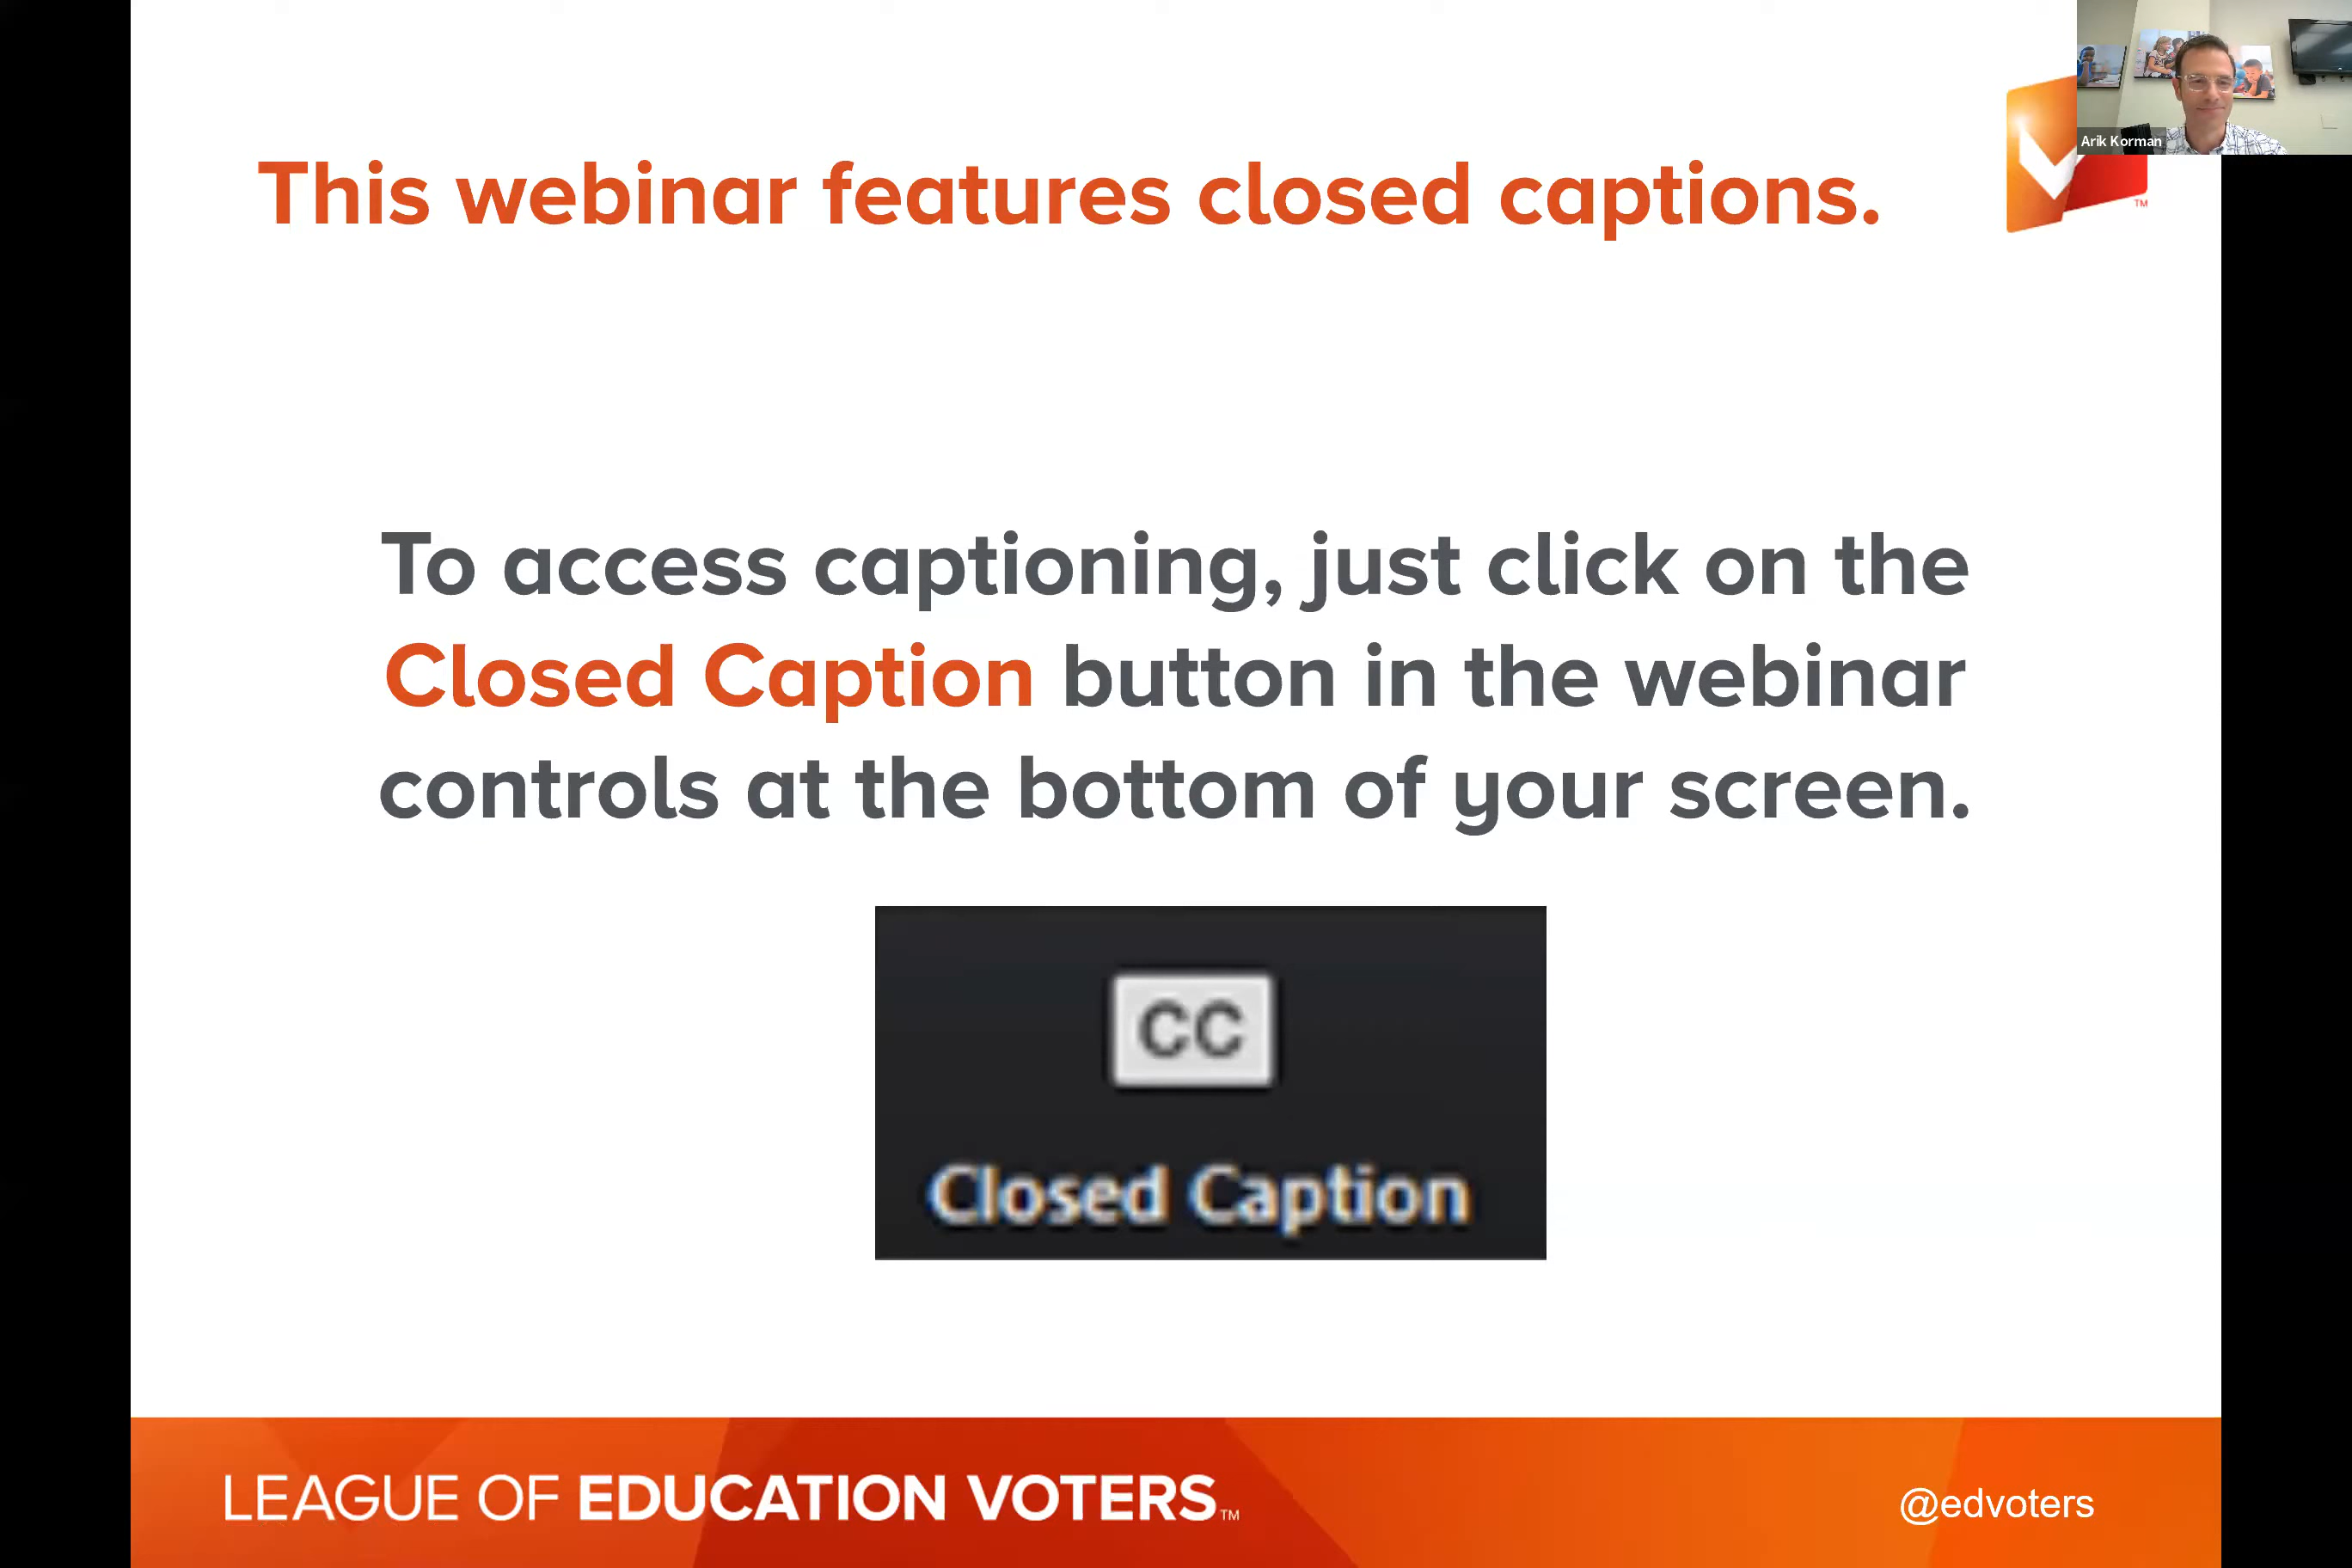 Arik Korman
This webinar features closed captions.
TM
To access captioning, just click on the
Closed Caption button in the webinar
controls at the bottom of your screen.
CC
Closed Caption
LEAGUE OF EDUCATION VOTERS TM
@edvoters